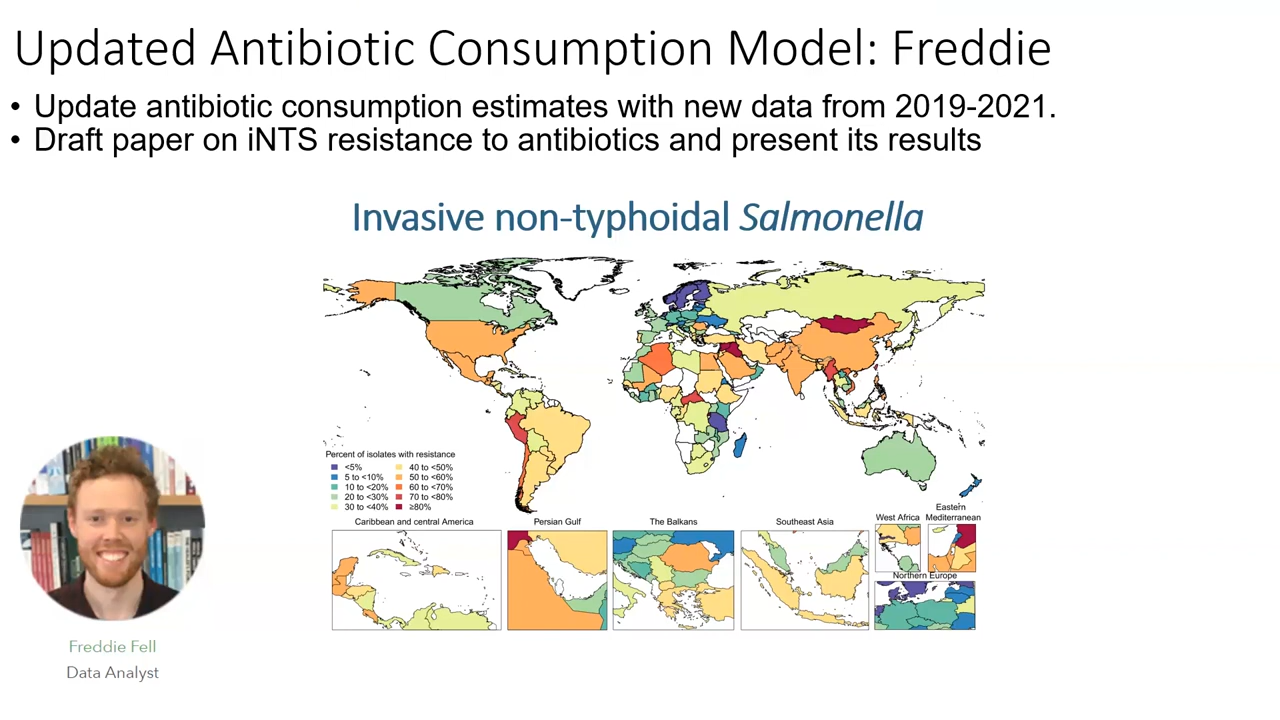 Updated Antibiotic Consumption Model: Freddie
• Update antibiotic consumption estimates with new data from 2019-2021.
• Draft paper on iNTS resistance to antibiotics and present its results
Invasive non-typhoidal Salmonella
Percent of isolates with resistance
<5%
5 to <10%
10 to <20%
20 to <30%
30 to <40%
40 to <50%
50 to <60%
60 to <70%
70 to <80%
≥80%
Caribbean and central America
Persian Gulf
The Balkans
Southeast Asia
West Africa
Eastern
Mediterranean
Northern Europe
Freddie Fell
Data Analyst